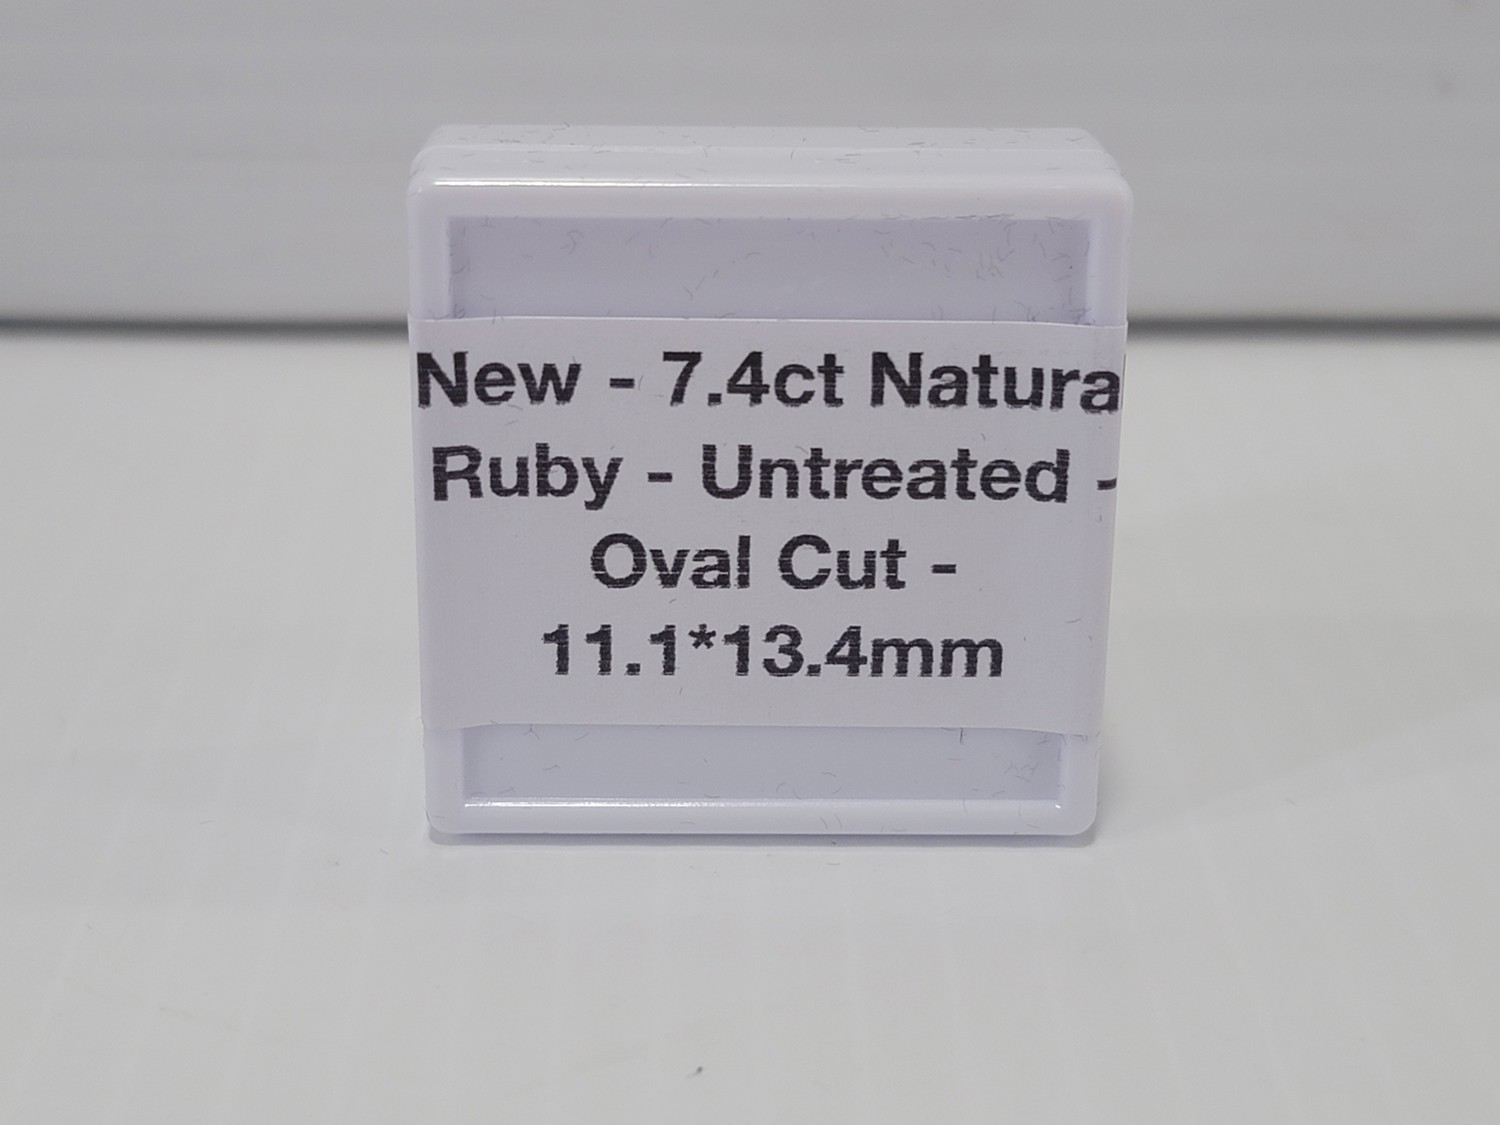 New - 7.4ct Natural
Ruby - Untreated -
Oval Cut -
11.1*13.4mm